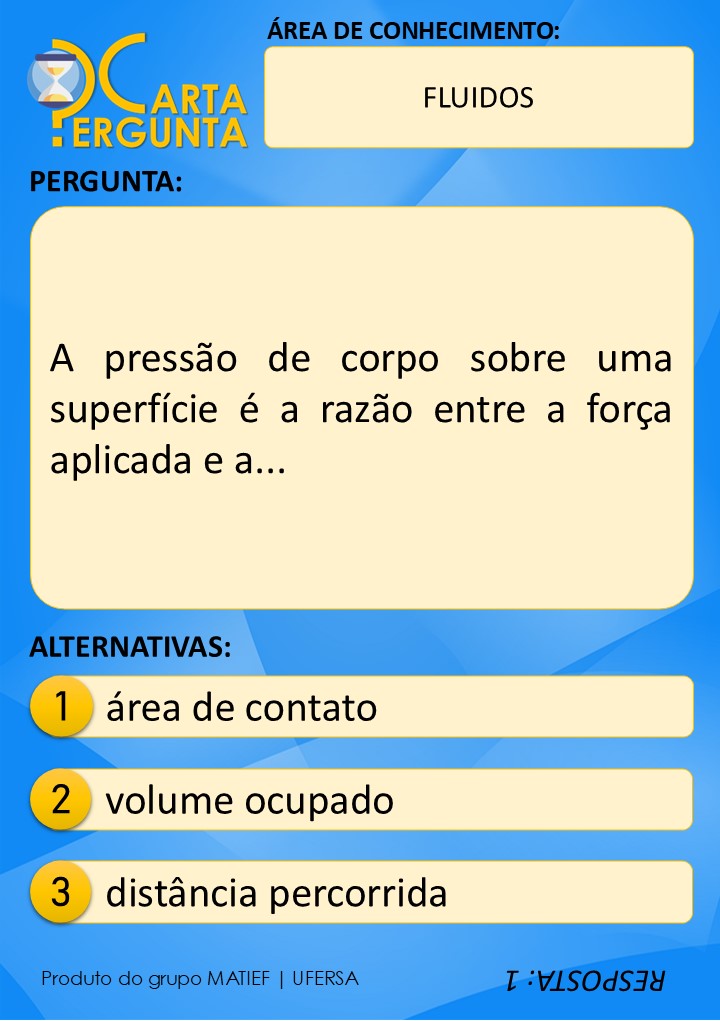 CARTA
PERGUNTA
ÁREA DE CONHECIMENTO:
FLUIDOS
PERGUNTA:
A pressão de corpo sobre uma
superfície é a razão entre a força
aplicada e a...
ALTERNATIVAS:
1 área de contato
2 volume ocupado
3 distância percorrida
Produto do grupo MATIEF | UFERSA
RESPOSTA: 1